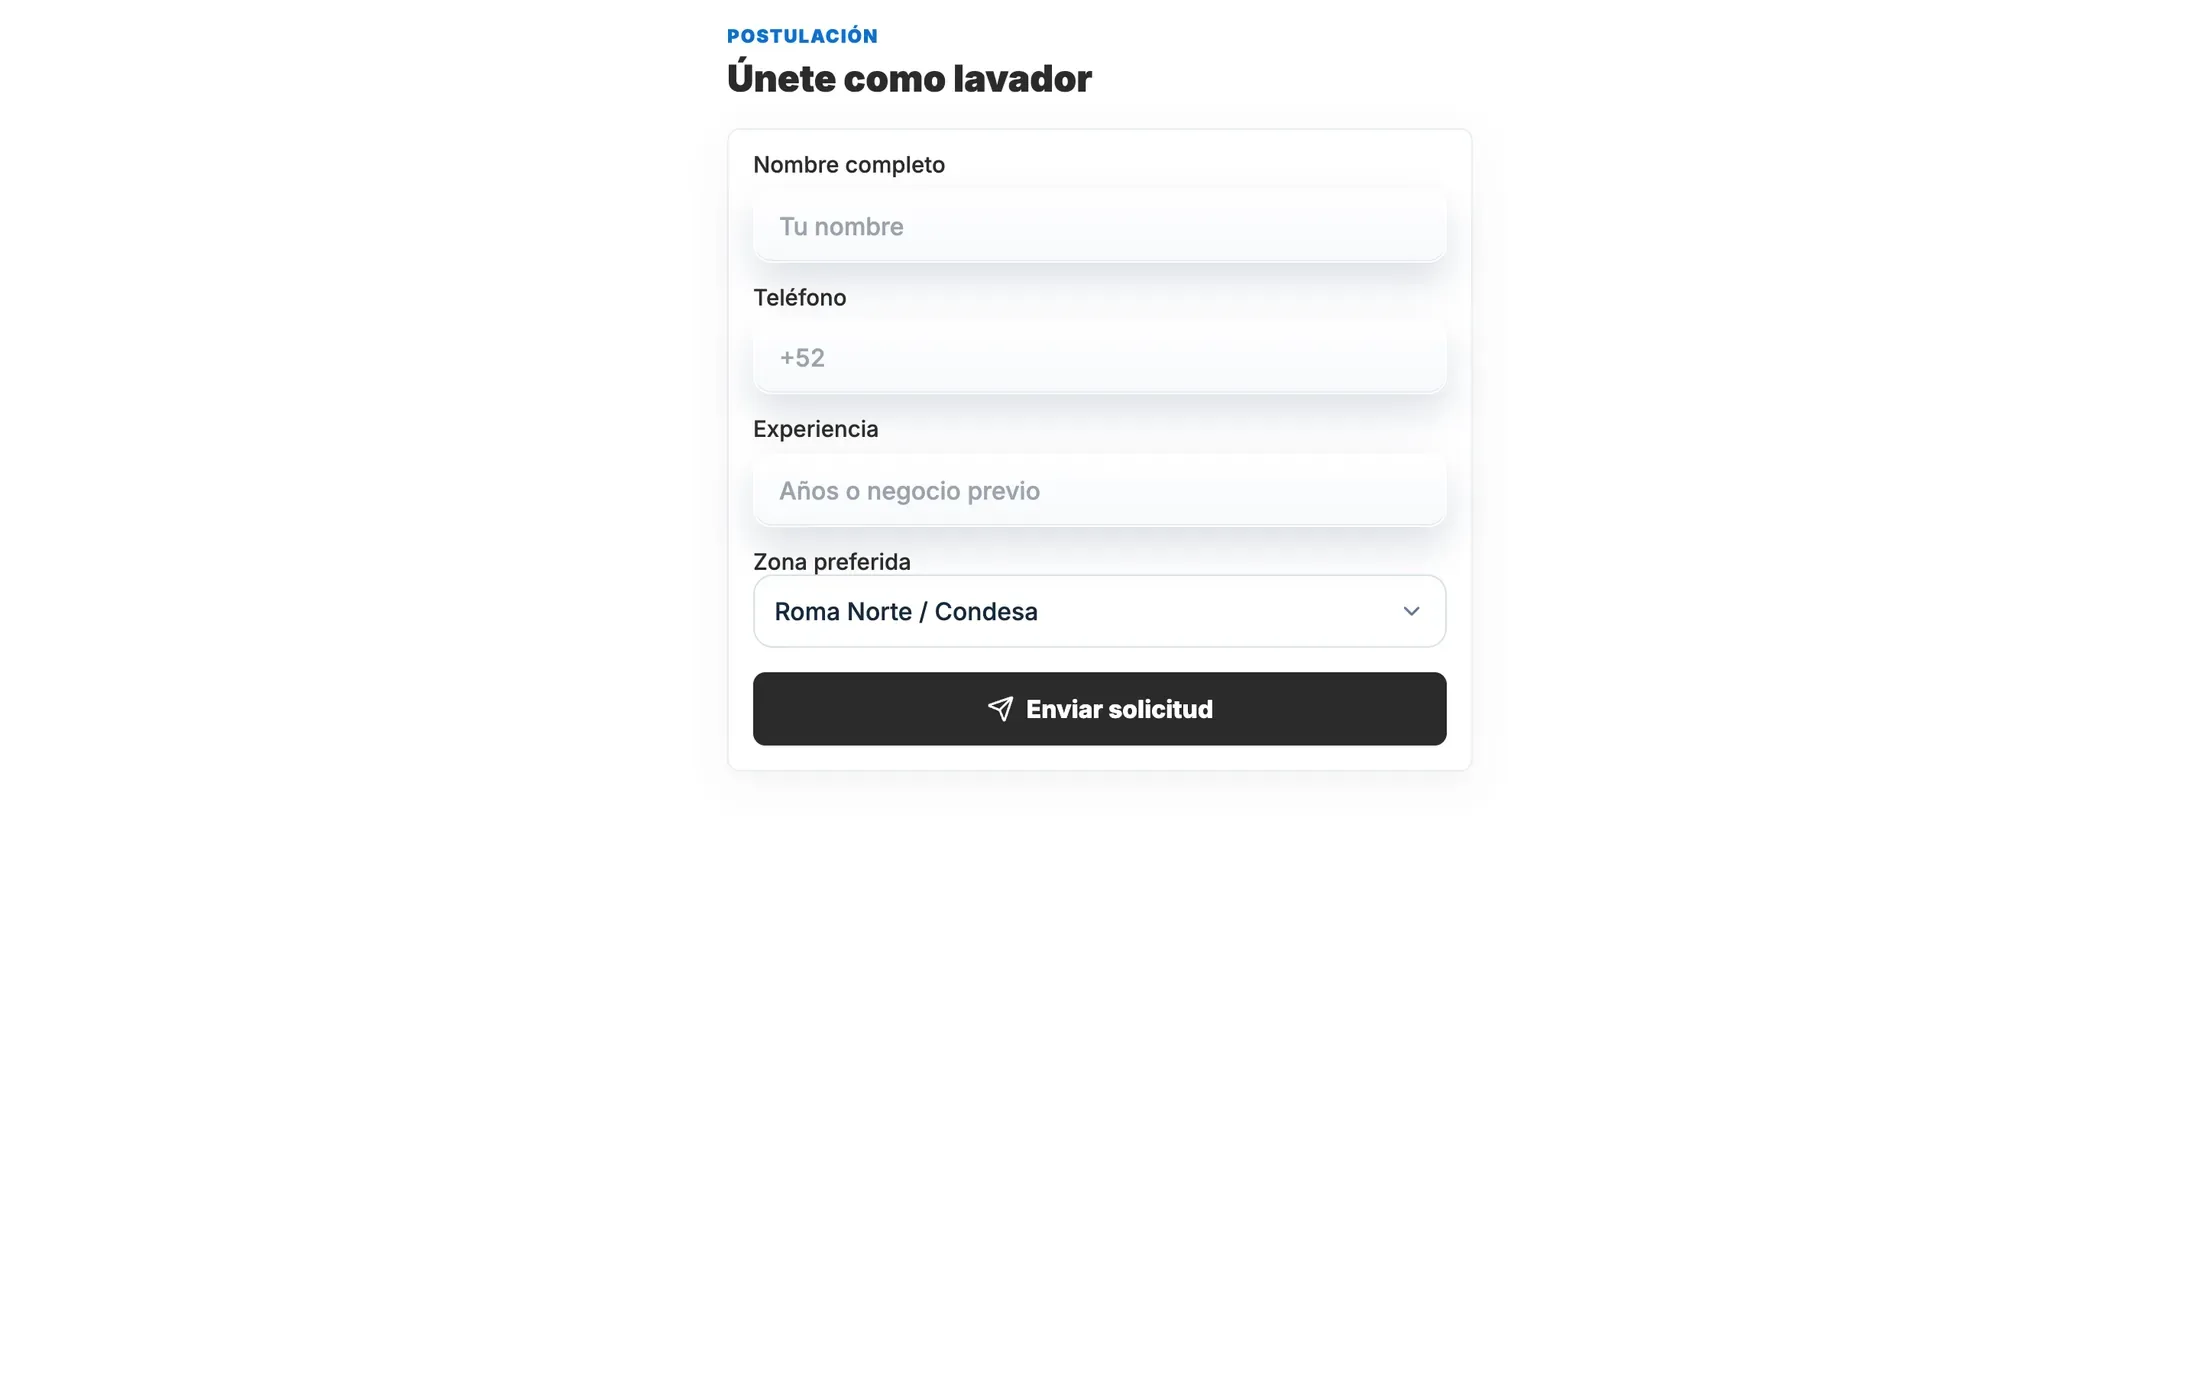 POSTULACIÓN
Únete como lavador
Nombre completo
Tu nombre
Teléfono
+52
Experiencia
Años o negocio previo
Zona preferida
Roma Norte / Condesa
Enviar solicitud